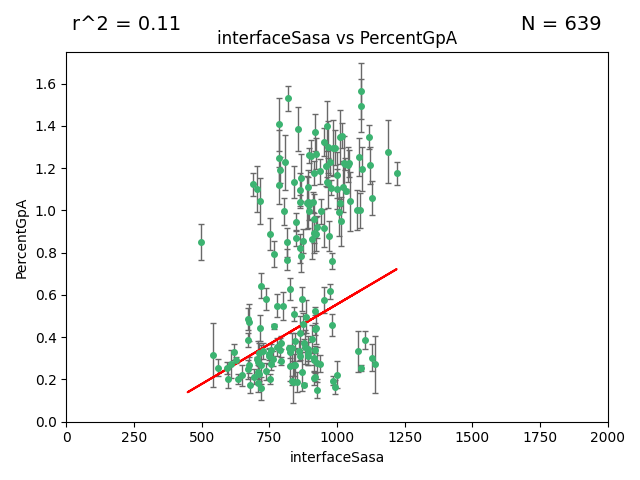 r^2 = 0.11
N = 639
interfaceSasa vs PercentGpA
PercentGpA
1.6
1.4
1.2
1.0
0.8
0.6
0.4
0.2
0.0
0 250 500 750 1000 1250 1500 1750 2000
interfaceSasa